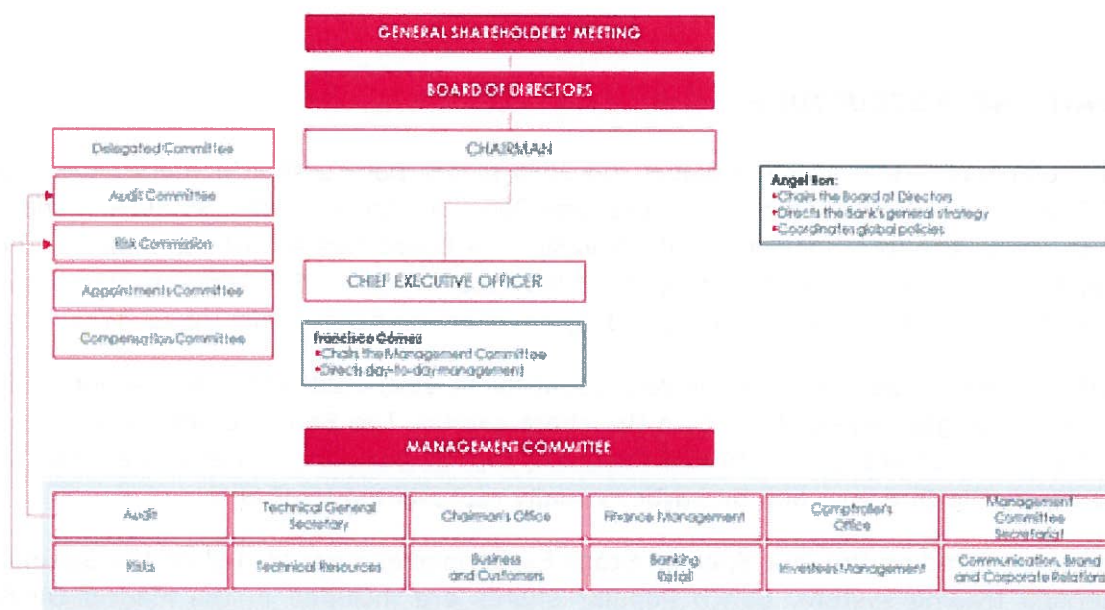 GENERAL SHAREHOLDERS' MEETING
BOARD OF DIRECTORS
CHAIRMAN
Delegated Committee
Audit Committee
Risk Commission
Appointments Committee
Compensation Committee
Angel Ron:
•Chairs the Board of Directors
•Directs the Bank's general strategy
•Coordinates global policies
CHIEF EXECUTIVE OFFICER
Francisco Gómez
•Chairs the Management Committee
•Directs day-to-day management
MANAGEMENT COMMITTEE
Audit
Technical General
Secretary
Chairman's Office
Finance Management
Comptroller's
Office
Management
Committee
Secretariat
Risks
Technical Resources
Business
and Customers
Banking
Retail
Investees Management
Communication, Brand
and Corporate Relations